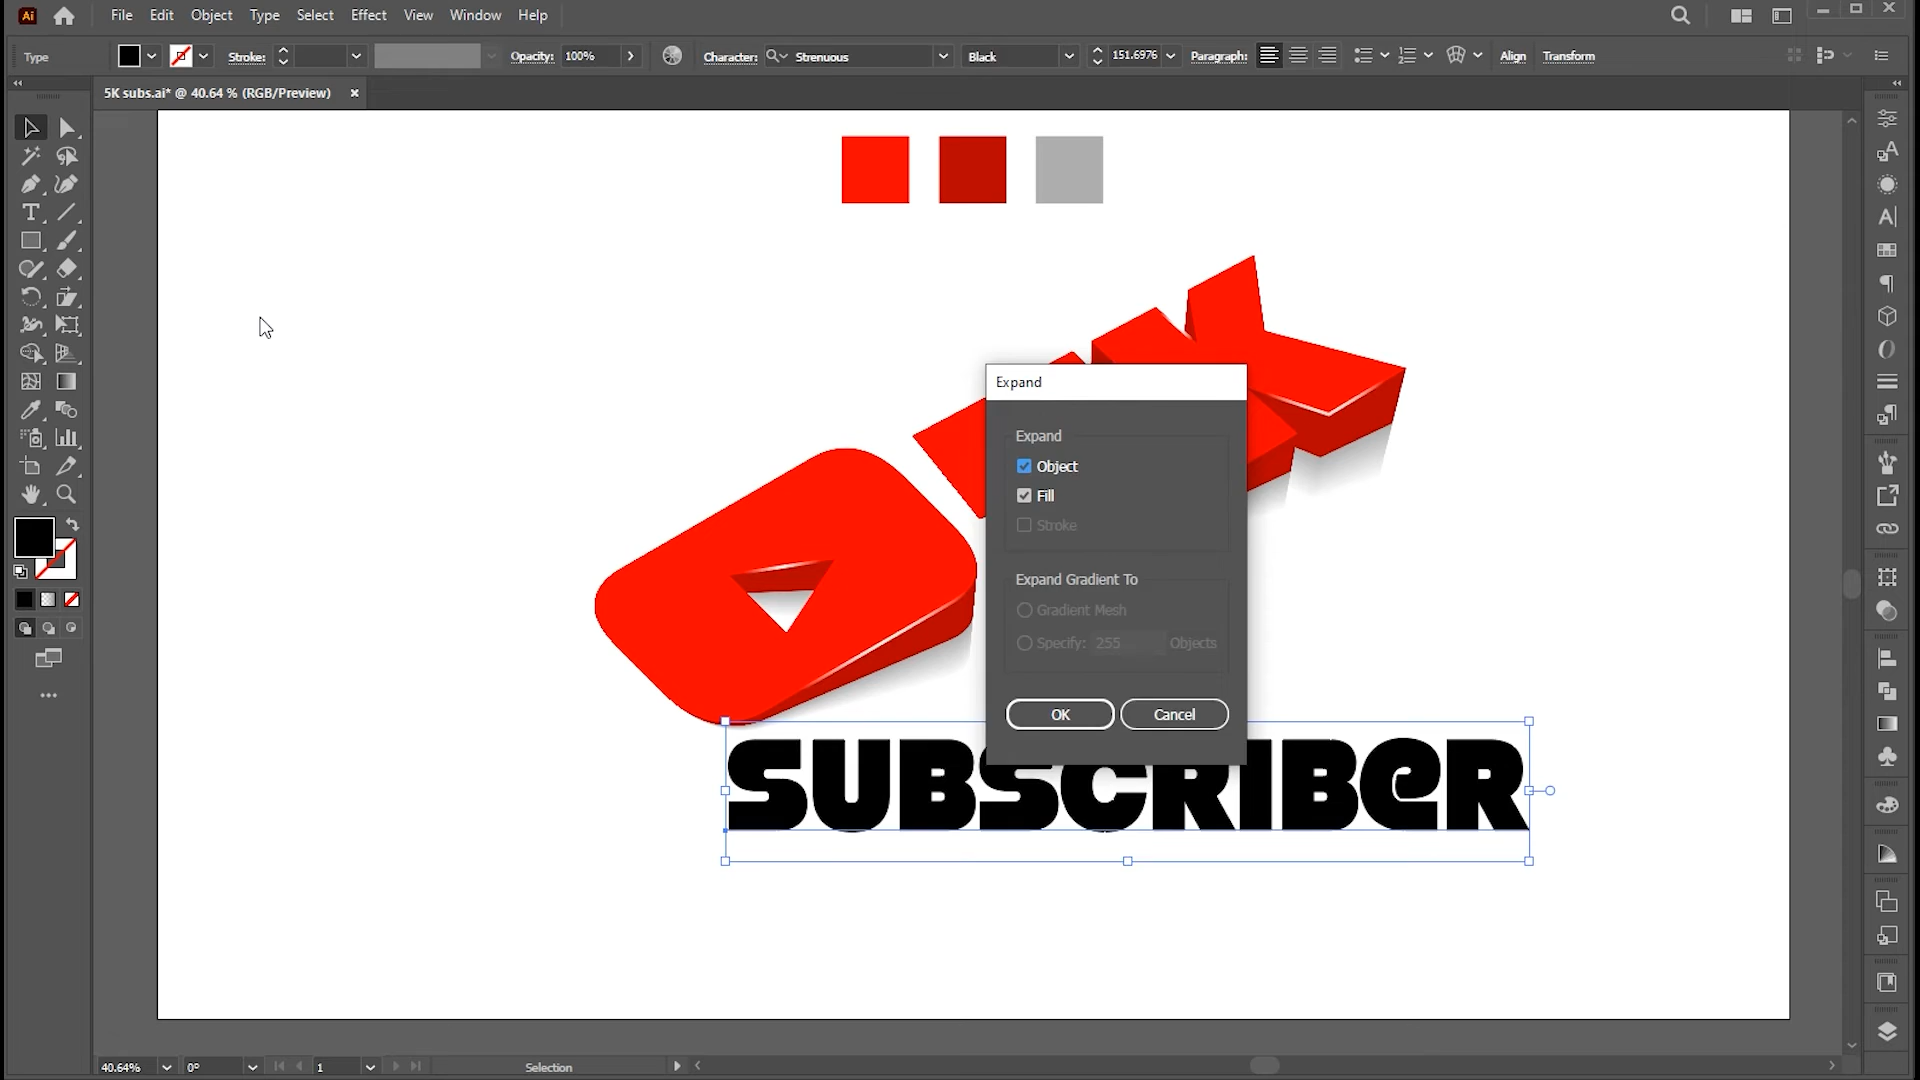 Ai File Edit Object Type Select Effect View Window Help
Type Stroke: Opacity: 100% Character: Strenuous Black 151.6976 Paragraph: Align Transform
5K subs.ai* @ 40.64 % (RGB/Preview)
Expand
Expand
Object
Fill
Stroke
Expand Gradient To
Gradient Mesh
Specify: 255 Objects
OK Cancel
SUBSCRIBER
40.64% 0° 1 Selection